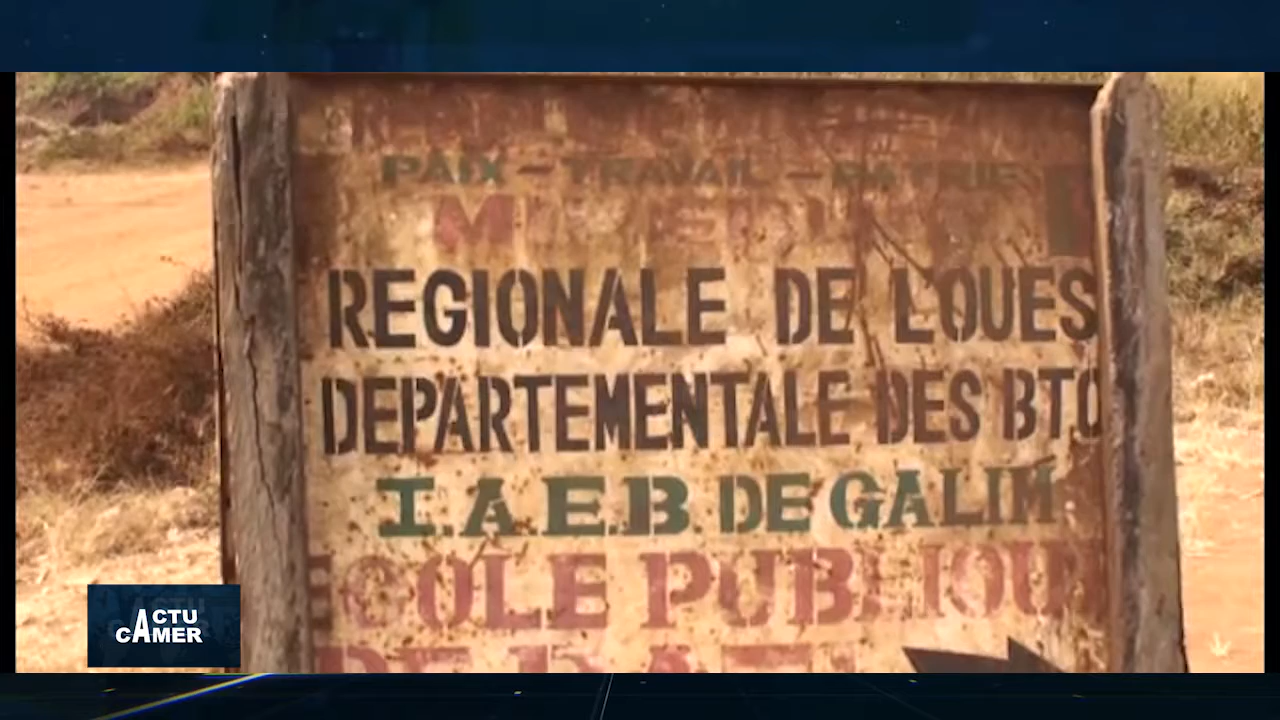 PAIX - TRAVAIL - PATRIE
REGIONALE DE L'OUES
DEPARTEMENTALE DES BTO
I.A.E.B DE GALIM
ECOLE PUBLIQUE
ACTU
CAMER